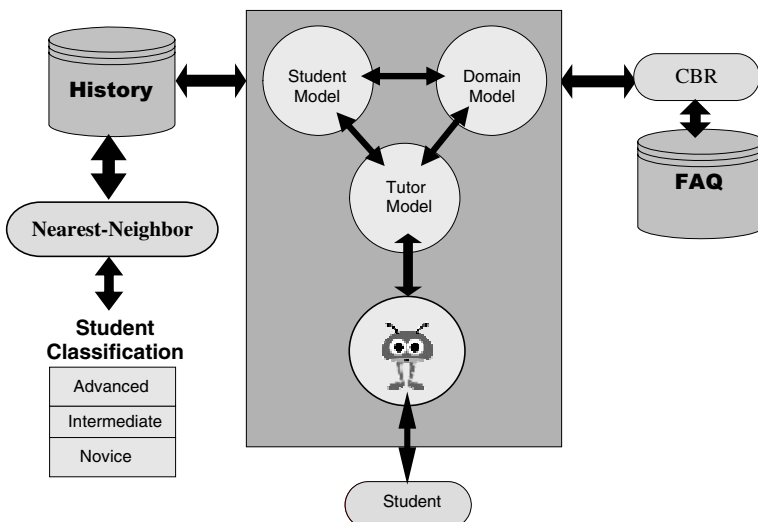 History
Student
Model
Domain
Model
CBR
Tutor
Model
FAQ
Nearest-Neighbor
Student
Classification
Advanced
Intermediate
Novice
Student